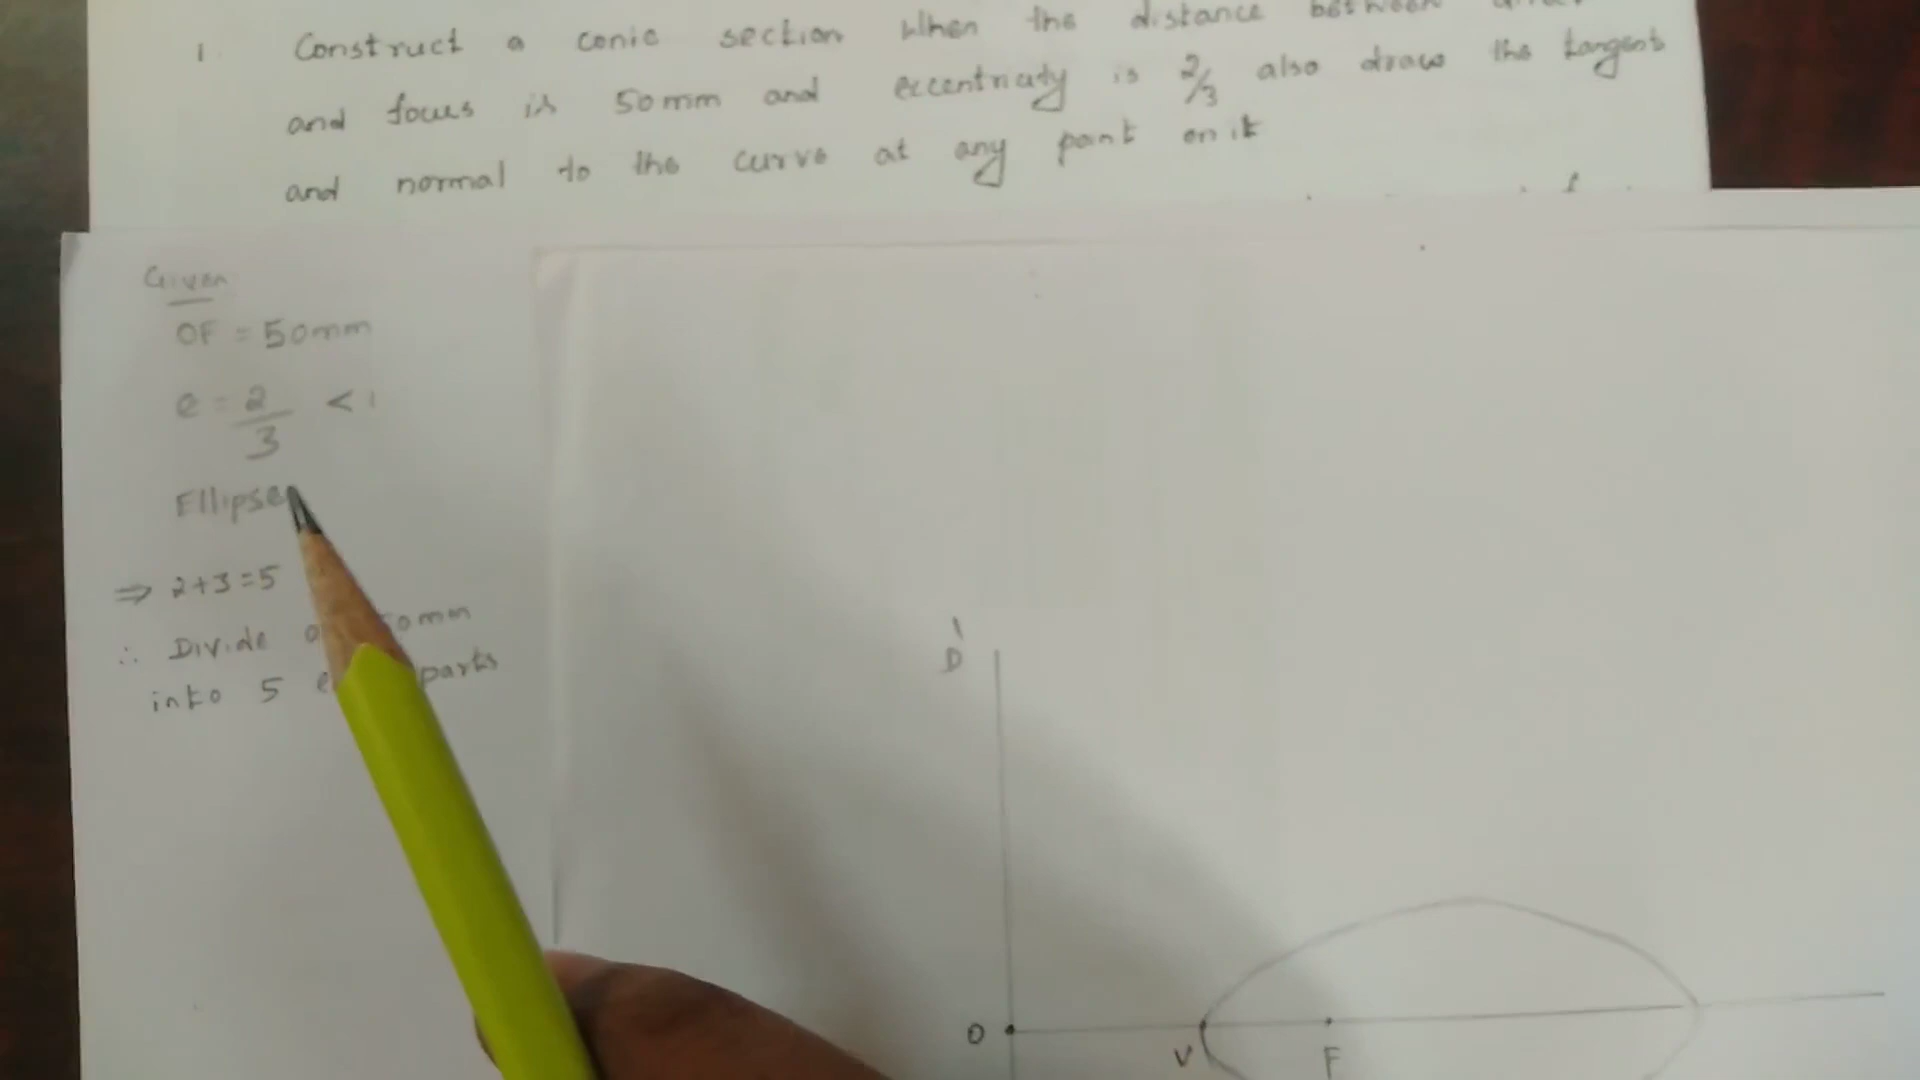 1. Construct a conic section When the distance between
and focus is 50mm and eccentricity is 2/3 also draw the tangent
and normal to the curve at any point on it
Given
OF = 50mm
e = 2/3 < 1
Ellipse
⇒ 2+3=5
∴ Divide 50mm
into 5 parts
D'
O
V
F